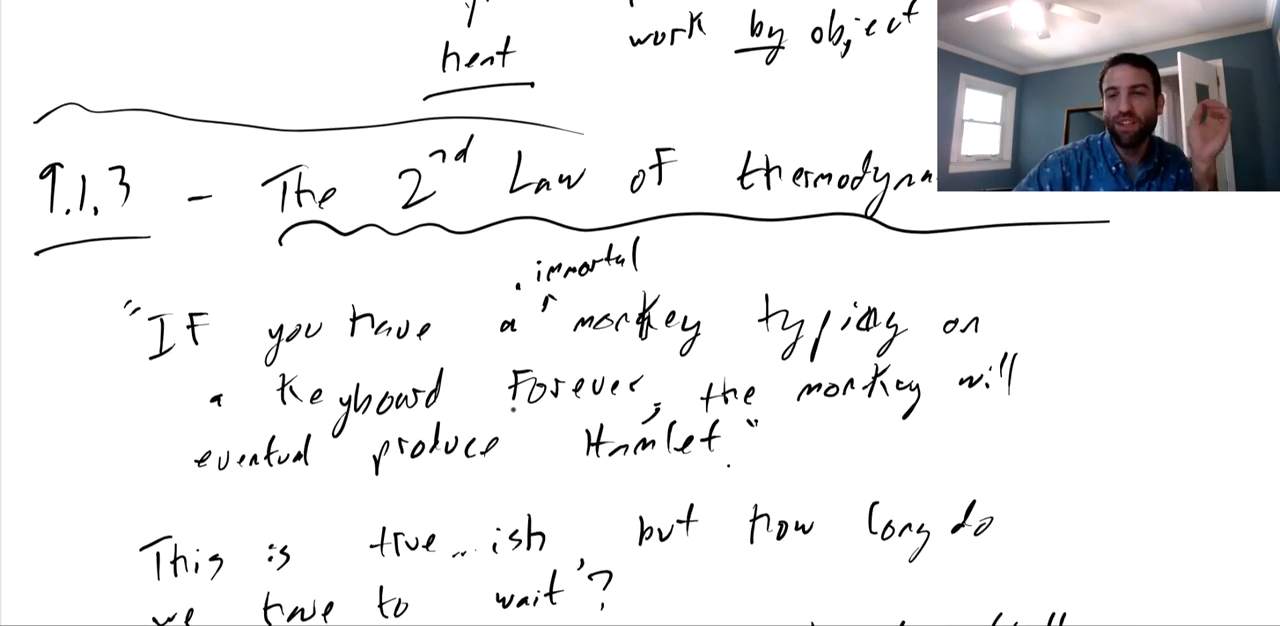 heat
work by object
9.1.3 - The 2nd Law of thermodyna
immortal
"If you have a ^ monkey typing on
a keyboard Forever, the monkey will
eventual produce Hamlet."
This is true..ish, but how long do
we have to wait?